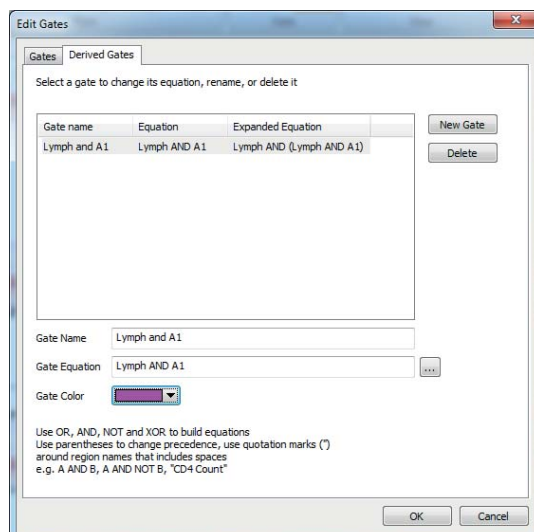 Edit Gates
x
Gates Derived Gates
Select a gate to change its equation, rename, or delete it
Gate name Equation Expanded Equation
Lymph and A1 Lymph AND A1 Lymph AND (Lymph AND A1)
New Gate
Delete
Gate Name Lymph and A1
Gate Equation Lymph AND A1 ...
Gate Color
Use OR, AND, NOT and XOR to build equations
Use parentheses to change precedence, use quotation marks (")
around region names that includes spaces
e.g. A AND B, A AND NOT B, "CD4 Count"
OK Cancel